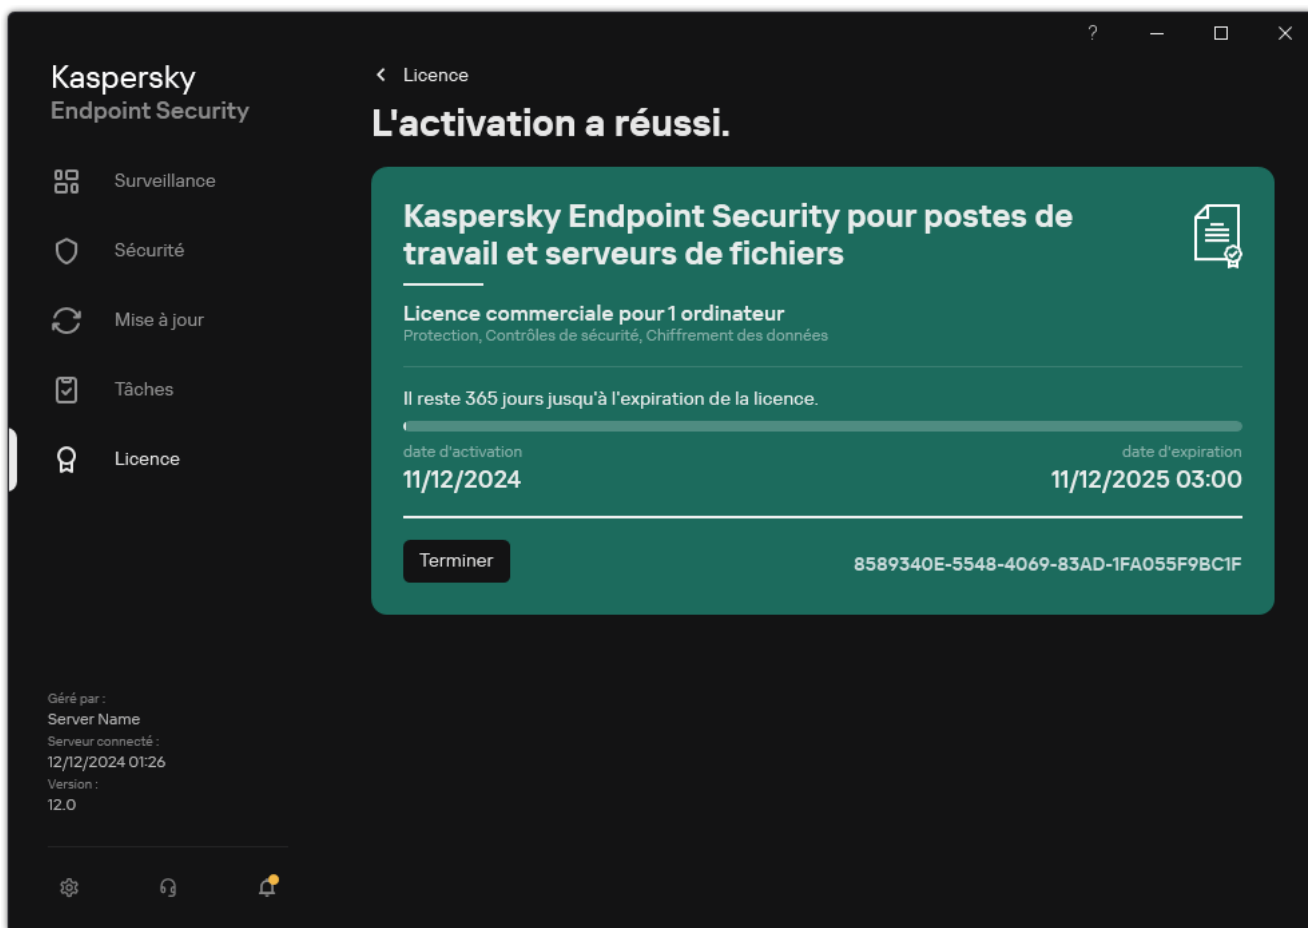 ?
Kaspersky
Endpoint Security
Surveillance
Sécurité
Mise à jour
Tâches
Licence
Géré par :
Server Name
Serveur connecté :
12/12/2024 01:26
Version :
12.0
Licence
L'activation a réussi.
Kaspersky Endpoint Security pour postes de
travail et serveurs de fichiers
Licence commerciale pour 1 ordinateur
Protection, Contrôles de sécurité, Chiffrement des données
Il reste 365 jours jusqu'à l'expiration de la licence.
date d'activation
11/12/2024
date d'expiration
11/12/2025 03:00
Terminer
8589340E-5548-4069-83AD-1FA055F9BC1F